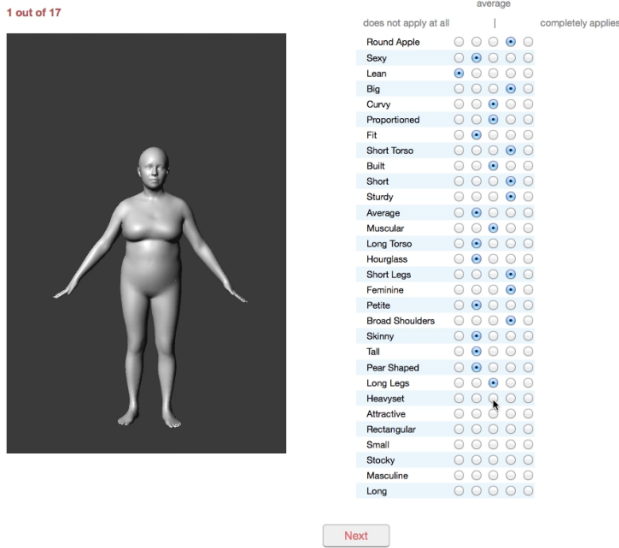 1 out of 17
average
does not apply at all | completely applies
Round Apple
Sexy
Lean
Big
Curvy
Proportioned
Fit
Short Torso
Built
Short
Sturdy
Average
Muscular
Long Torso
Hourglass
Short Legs
Feminine
Petite
Broad Shoulders
Skinny
Tall
Pear Shaped
Long Legs
Heavyset
Attractive
Rectangular
Small
Stocky
Masculine
Long
Next